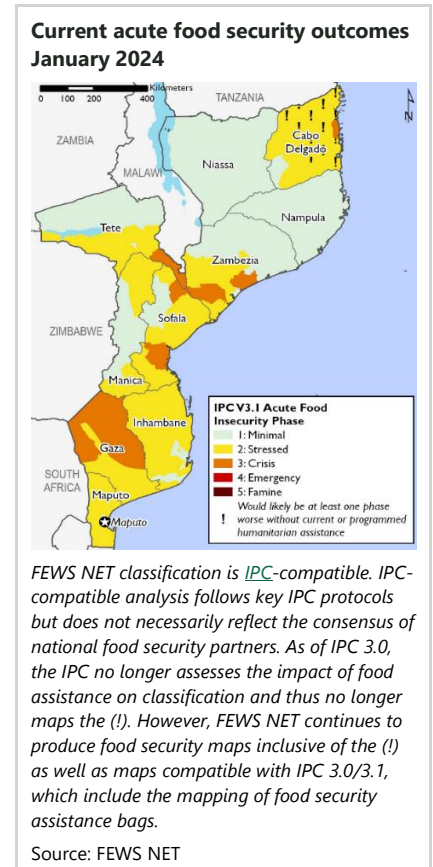 Current acute food security outcomes
January 2024
Kilometers
0 100 200 400
TANZANIA
N
ZAMBIA
Cabo
Delgado
Niassa
MALAWI
Nampula
Tete
Zambezia
Sofala
ZIMBABWE
Manica
Inhambane
Gaza
SOUTH
AFRICA
Maputo
Maputo
IPC V3.1 Acute Food
Insecurity Phase
1: Minimal
2: Stressed
3: Crisis
4: Emergency
5: Famine
Would likely be at least one phase
! worse without current or programmed
humanitarian assistance
FEWS NET classification is IPC-compatible. IPC-
compatible analysis follows key IPC protocols
but does not necessarily reflect the consensus of
national food security partners. As of IPC 3.0,
the IPC no longer assesses the impact of food
assistance on classification and thus no longer
maps the (!). However, FEWS NET continues to
produce food security maps inclusive of the (!)
as well as maps compatible with IPC 3.0/3.1,
which include the mapping of food security
assistance bags.
Source: FEWS NET